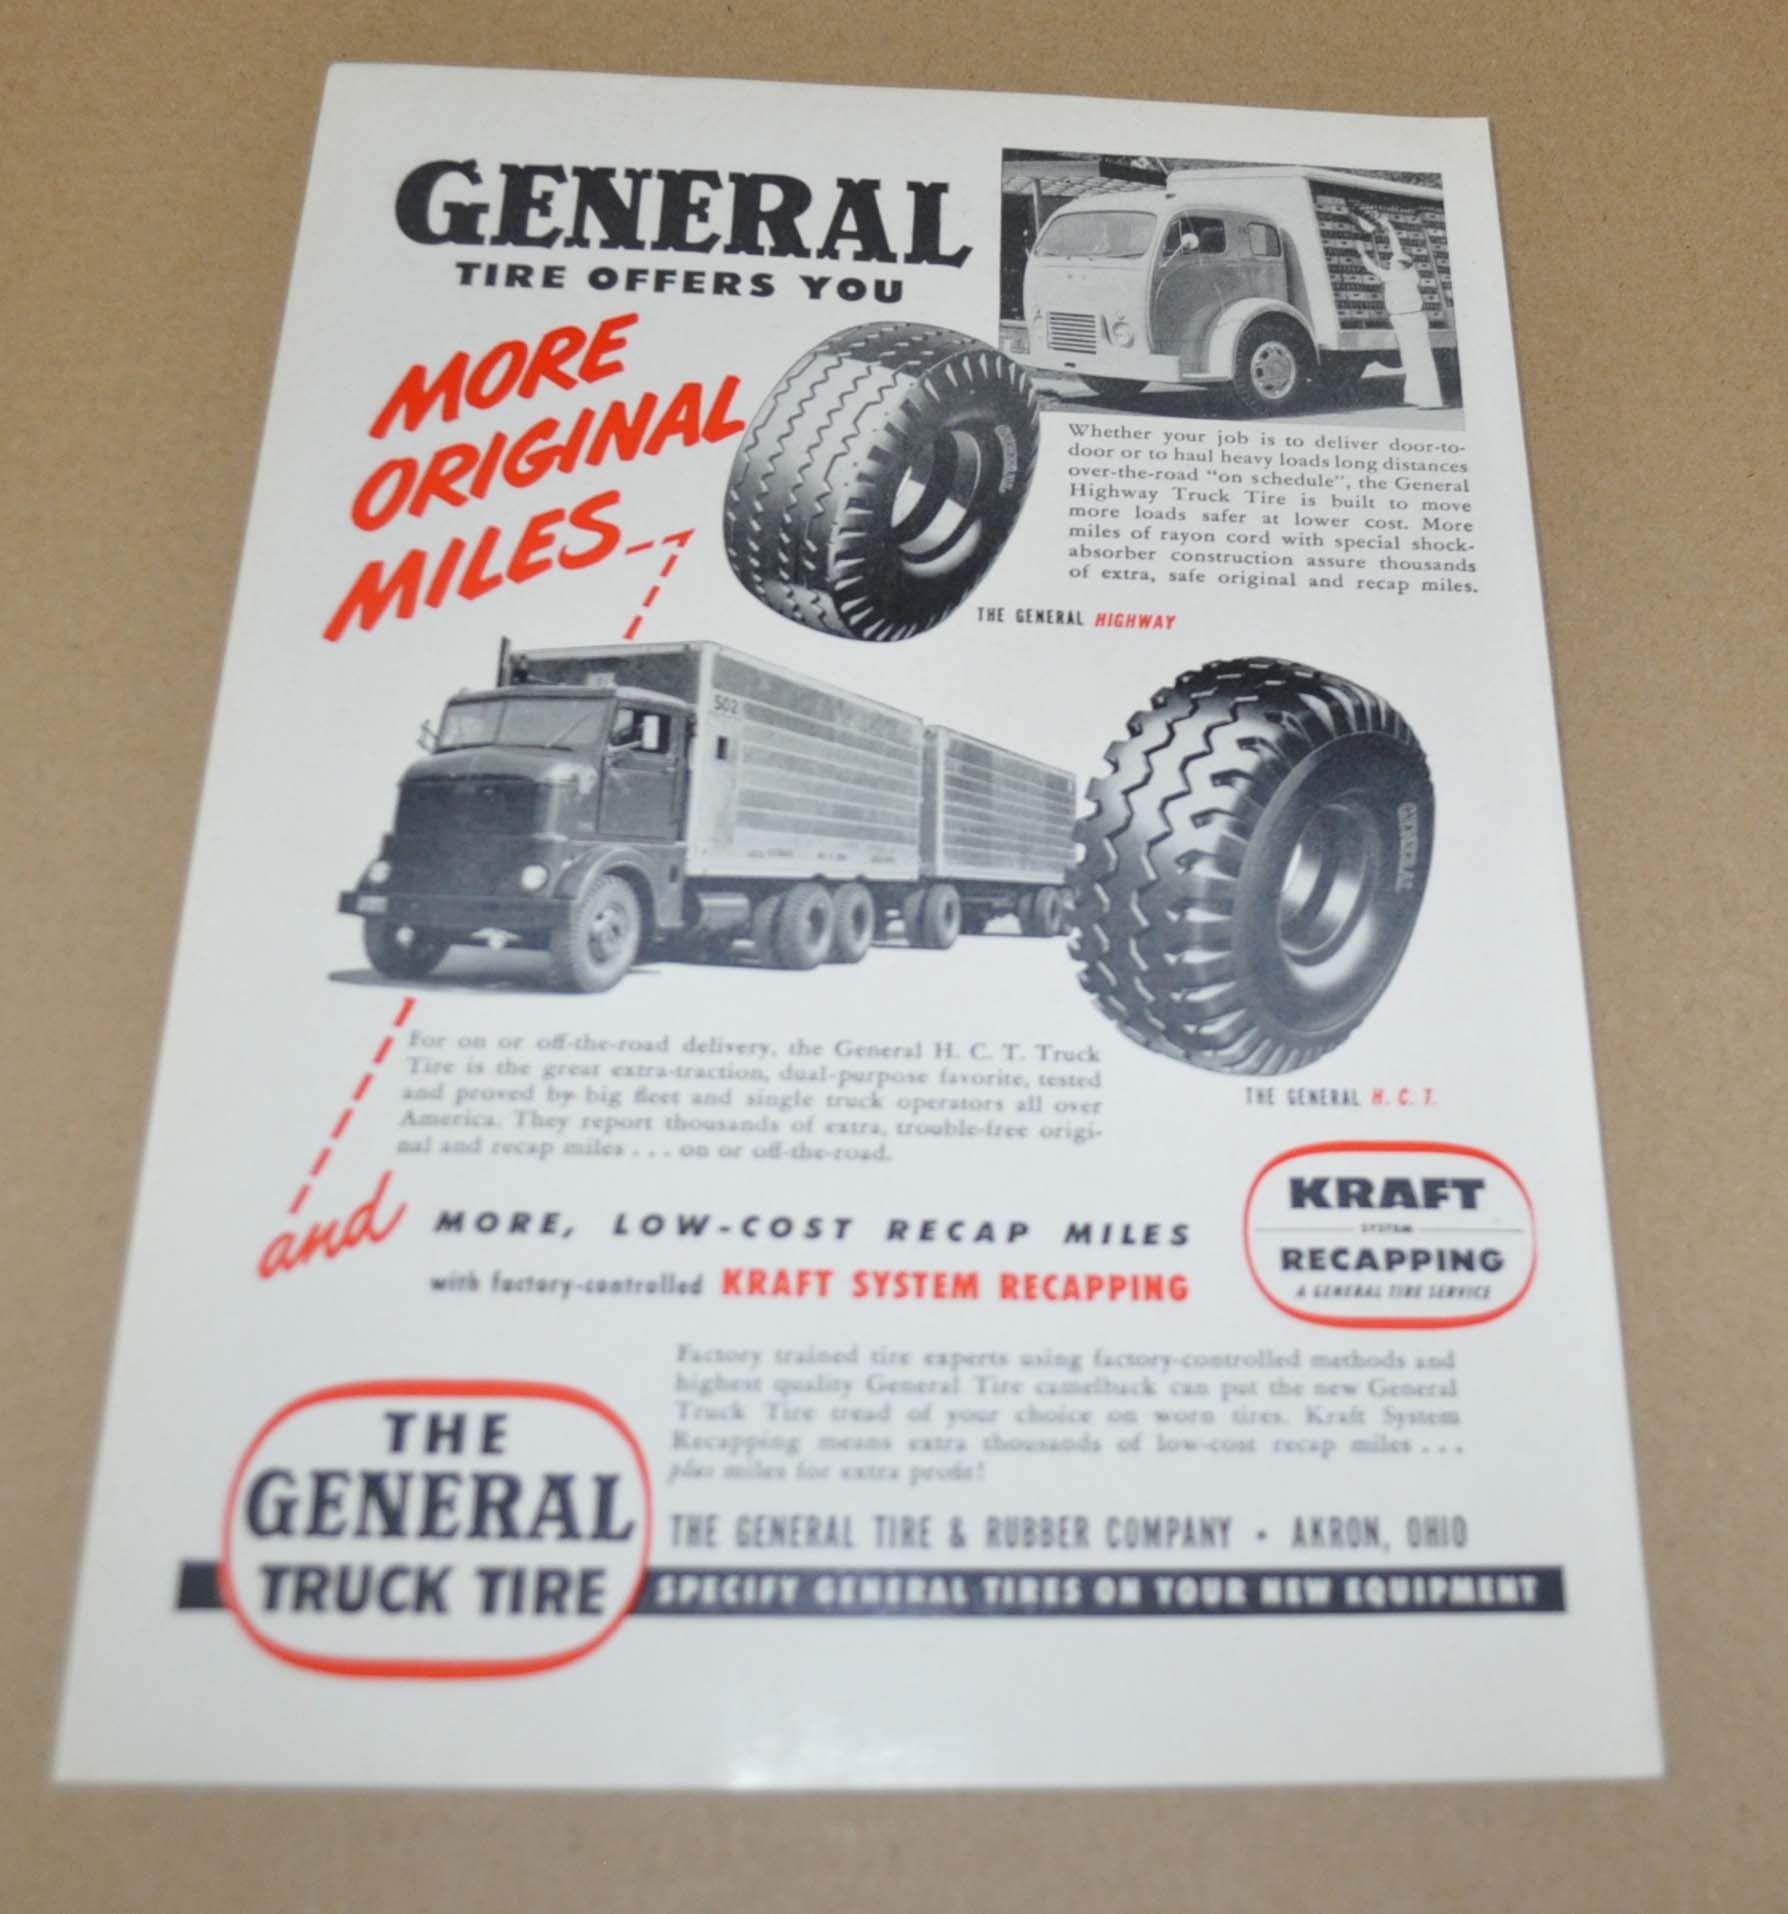 GENERAL
TIRE OFFERS YOU
MORE
ORIGINAL
MILES
GENERAL
Whether your job is to deliver door-to-
door or to haul heavy loads long distances
over-the-road "on schedule", the General
Highway Truck Tire is built to move
more loads safer at lower cost. More
miles of rayon cord with special shock-
absorber construction assure thousands
of extra, safe original and recap miles.
THE GENERAL HIGHWAY
502
GENERAL
THE GENERAL H. C. T.
For on or off-the-road delivery, the General H. C. T. Truck
Tire is the great extra-traction, dual-purpose favorite, tested
and proved by big fleet and single truck operators all over
America. They report thousands of extra, trouble-free origi-
nal and recap miles . . . on or off-the-road.
and MORE, LOW-COST RECAP MILES
with factory-controlled KRAFT SYSTEM RECAPPING
KRAFT
SYSTEM
RECAPPING
A GENERAL TIRE SERVICE
Factory trained tire experts using factory-controlled methods and
highest quality General Tire camelback can put the new General
Truck Tire tread of your choice on worn tires. Kraft System
Recapping means extra thousands of low-cost recap miles . . .
plus miles for extra profit!
THE
GENERAL
TRUCK TIRE
THE GENERAL TIRE & RUBBER COMPANY • AKRON, OHIO
SPECIFY GENERAL TIRES ON YOUR NEW EQUIPMENT